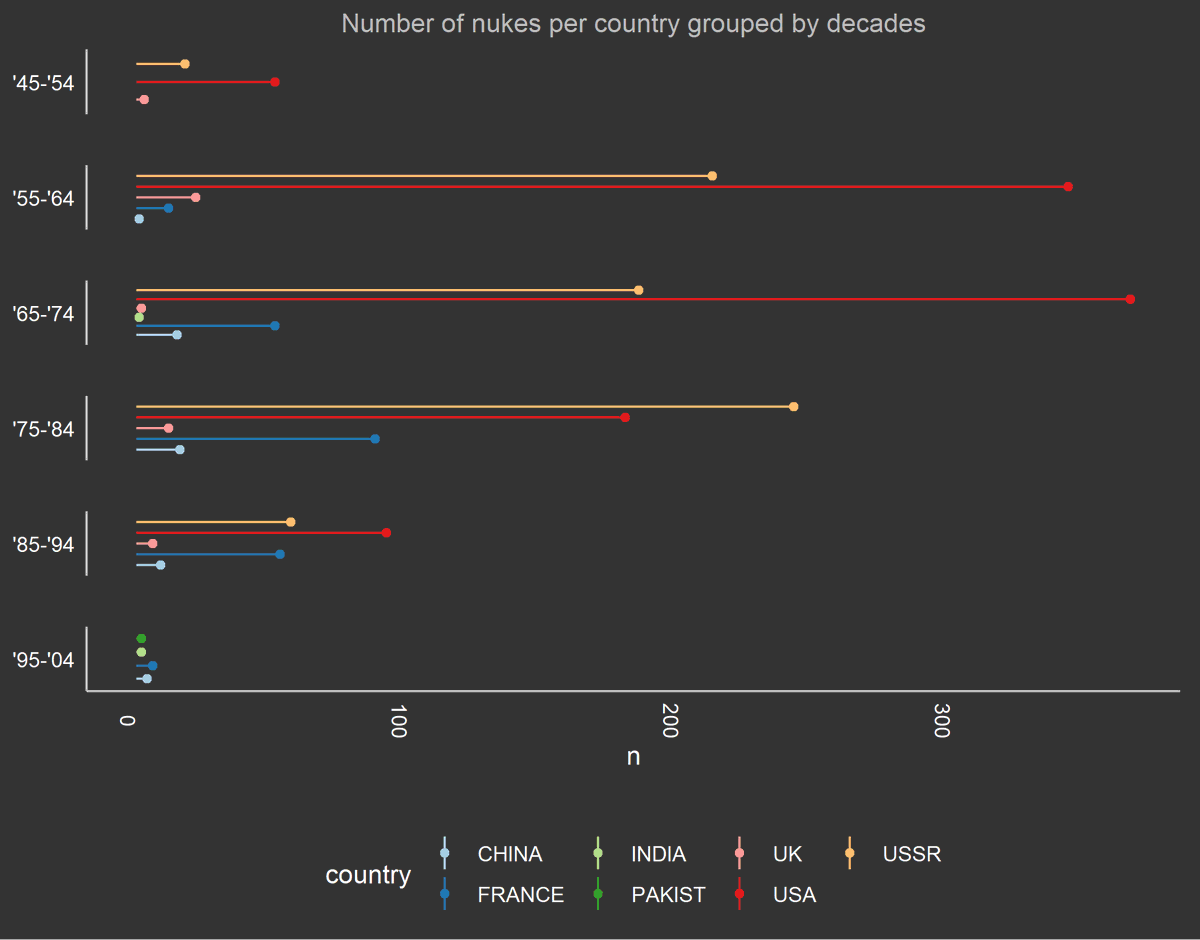 Number of nukes per country grouped by decades
'45-'54
'55-'64
'65-'74
'75-'84
'85-'94
'95-'04
0
100
200
300
n
country
CHINA
INDIA
UK
USSR
FRANCE
PAKIST
USA